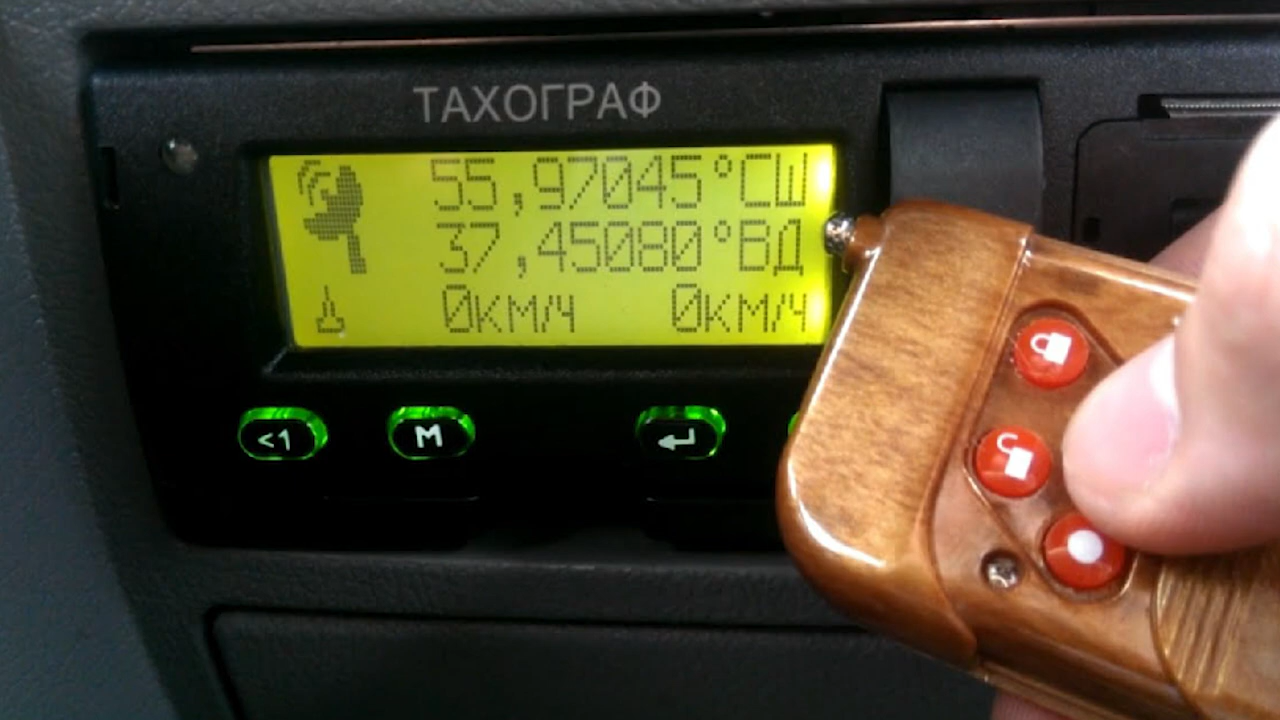 ТАХОГРАФ
55,97045°СШ
37,45080°ВД
0км/ч 0км/ч
<1 М